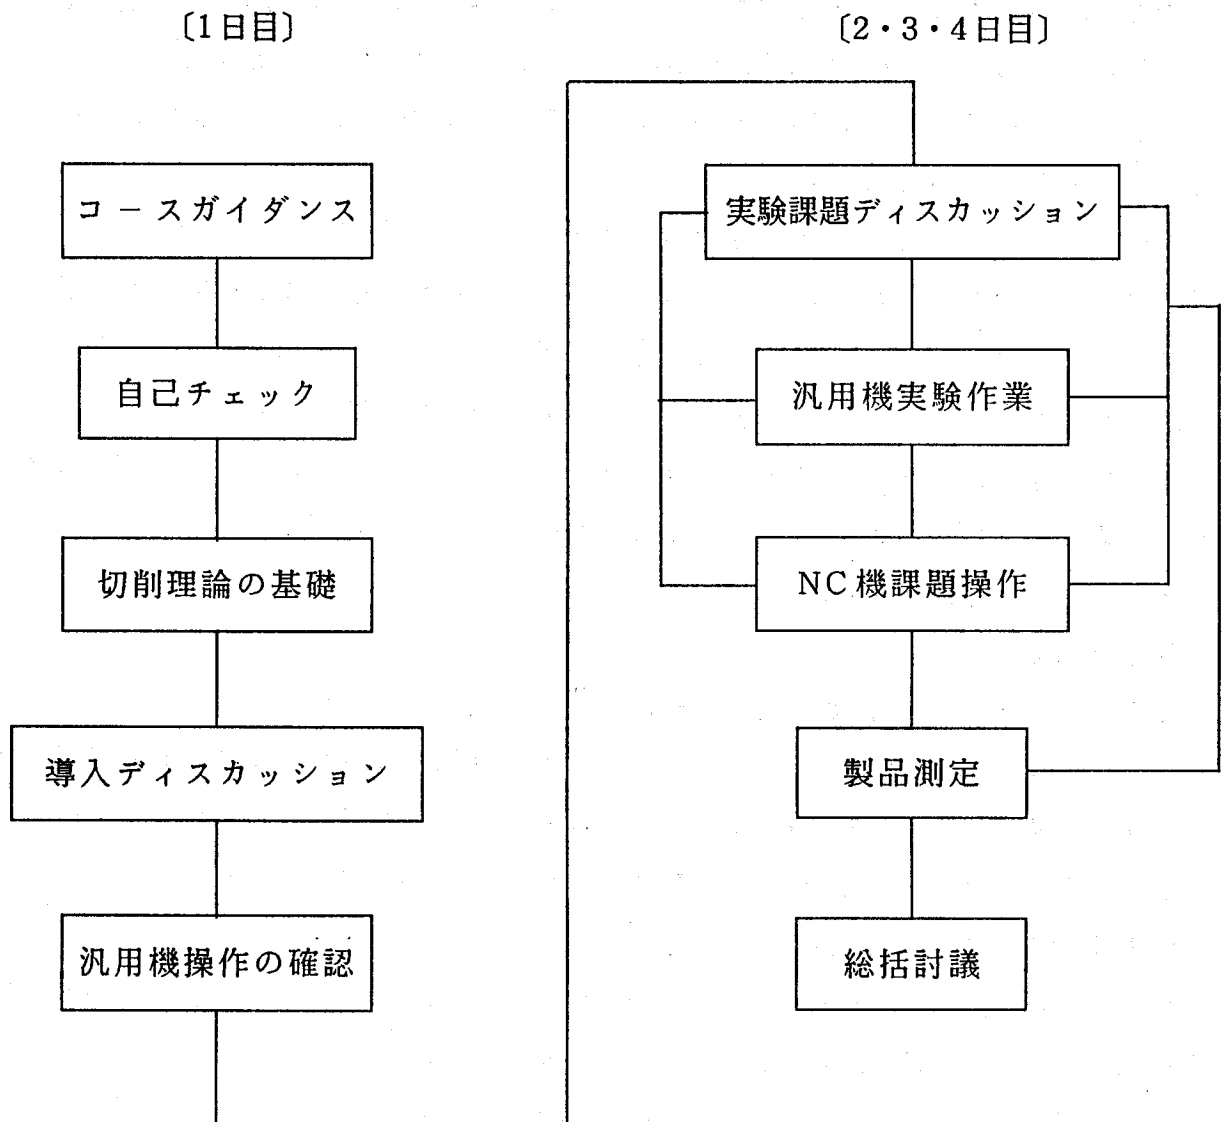 〔1日目〕
コースガイダンス
自己チェック
切削理論の基礎
導入ディスカッション
汎用機操作の確認
〔2・3・4日目〕
実験課題ディスカッション
汎用機実験作業
NC機課題操作
製品測定
総括討議